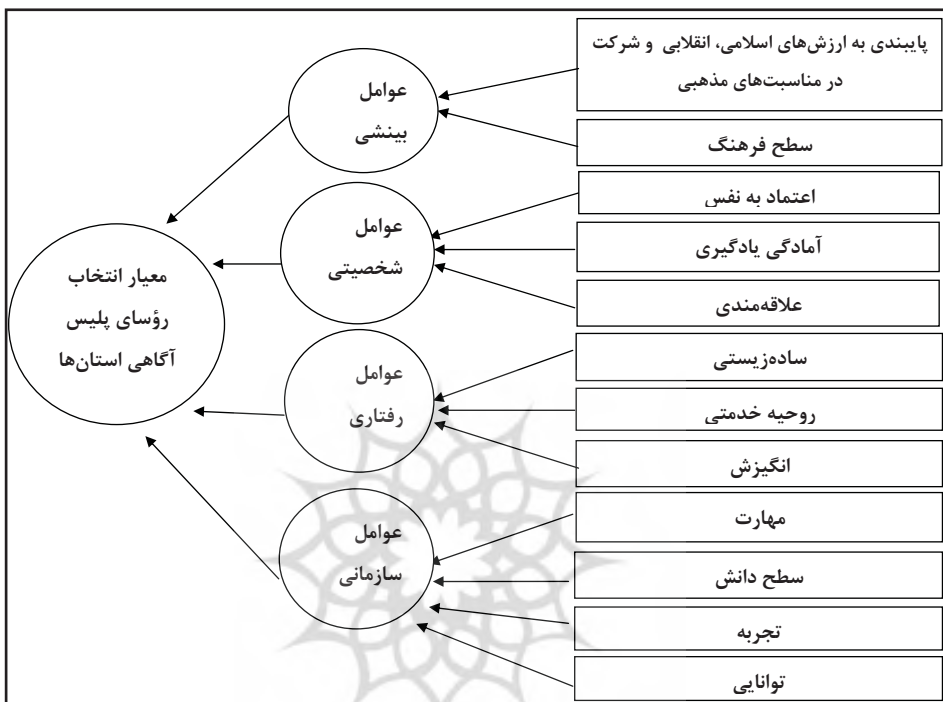 پایبندی به ارزش‌های اسلامی، انقلابی و شرکت
در مناسبت‌های مذهبی
سطح فرهنگ
اعتماد به نفس
آمادگی یادگیری
علاقه‌مندی
ساده‌زیستی
روحیه خدمتی
انگیزش
مهارت
سطح دانش
تجربه
توانایی
عوامل
بینشی
عوامل
شخصیتی
عوامل
رفتاری
عوامل
سازمانی
معیار انتخاب
رؤسای پلیس
آگاهی استان‌ها